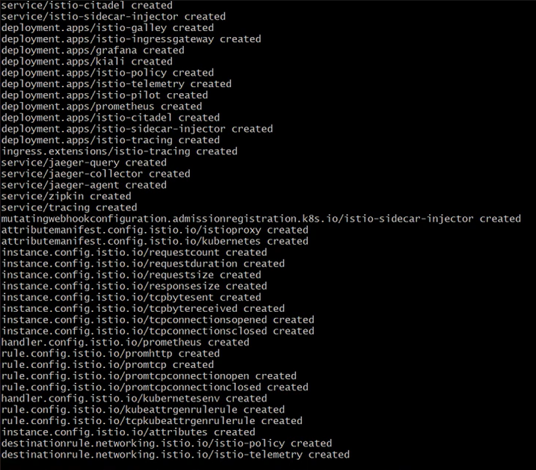 service/istio-citadel created
service/istio-sidecar-injector created
deployment.apps/istio-galley created
deployment.apps/istio-ingressgateway created
deployment.apps/grafana created
deployment.apps/kiali created
deployment.apps/istio-policy created
deployment.apps/istio-telemetry created
deployment.apps/istio-pilot created
deployment.apps/prometheus created
deployment.apps/istio-citadel created
deployment.apps/istio-sidecar-injector created
deployment.apps/istio-tracing created
ingress.extensions/istio-tracing created
service/jaeger-query created
service/jaeger-collector created
service/jaeger-agent created
service/zipkin created
service/tracing created
mutatingwebhookconfiguration.admissionregistration.k8s.io/istio-sidecar-injector created
attributemanifest.config.istio.io/istioproxy created
attributemanifest.config.istio.io/kubernetes created
instance.config.istio.io/requestcount created
instance.config.istio.io/requestduration created
instance.config.istio.io/requestsize created
instance.config.istio.io/responsesize created
instance.config.istio.io/tcpbytesent created
instance.config.istio.io/tcpbytereceived created
instance.config.istio.io/tcpconnectionsopened created
instance.config.istio.io/tcpconnectionsclosed created
handler.config.istio.io/prometheus created
rule.config.istio.io/promhttp created
rule.config.istio.io/promtcp created
rule.config.istio.io/promtcpconnectionopen created
rule.config.istio.io/promtcpconnectionclosed created
handler.config.istio.io/kubernetesenv created
rule.config.istio.io/kubeattrgenrulerule created
rule.config.istio.io/tcpkubeattrgenrulerule created
instance.config.istio.io/attributes created
destinationrule.networking.istio.io/istio-policy created
destinationrule.networking.istio.io/istio-telemetry created